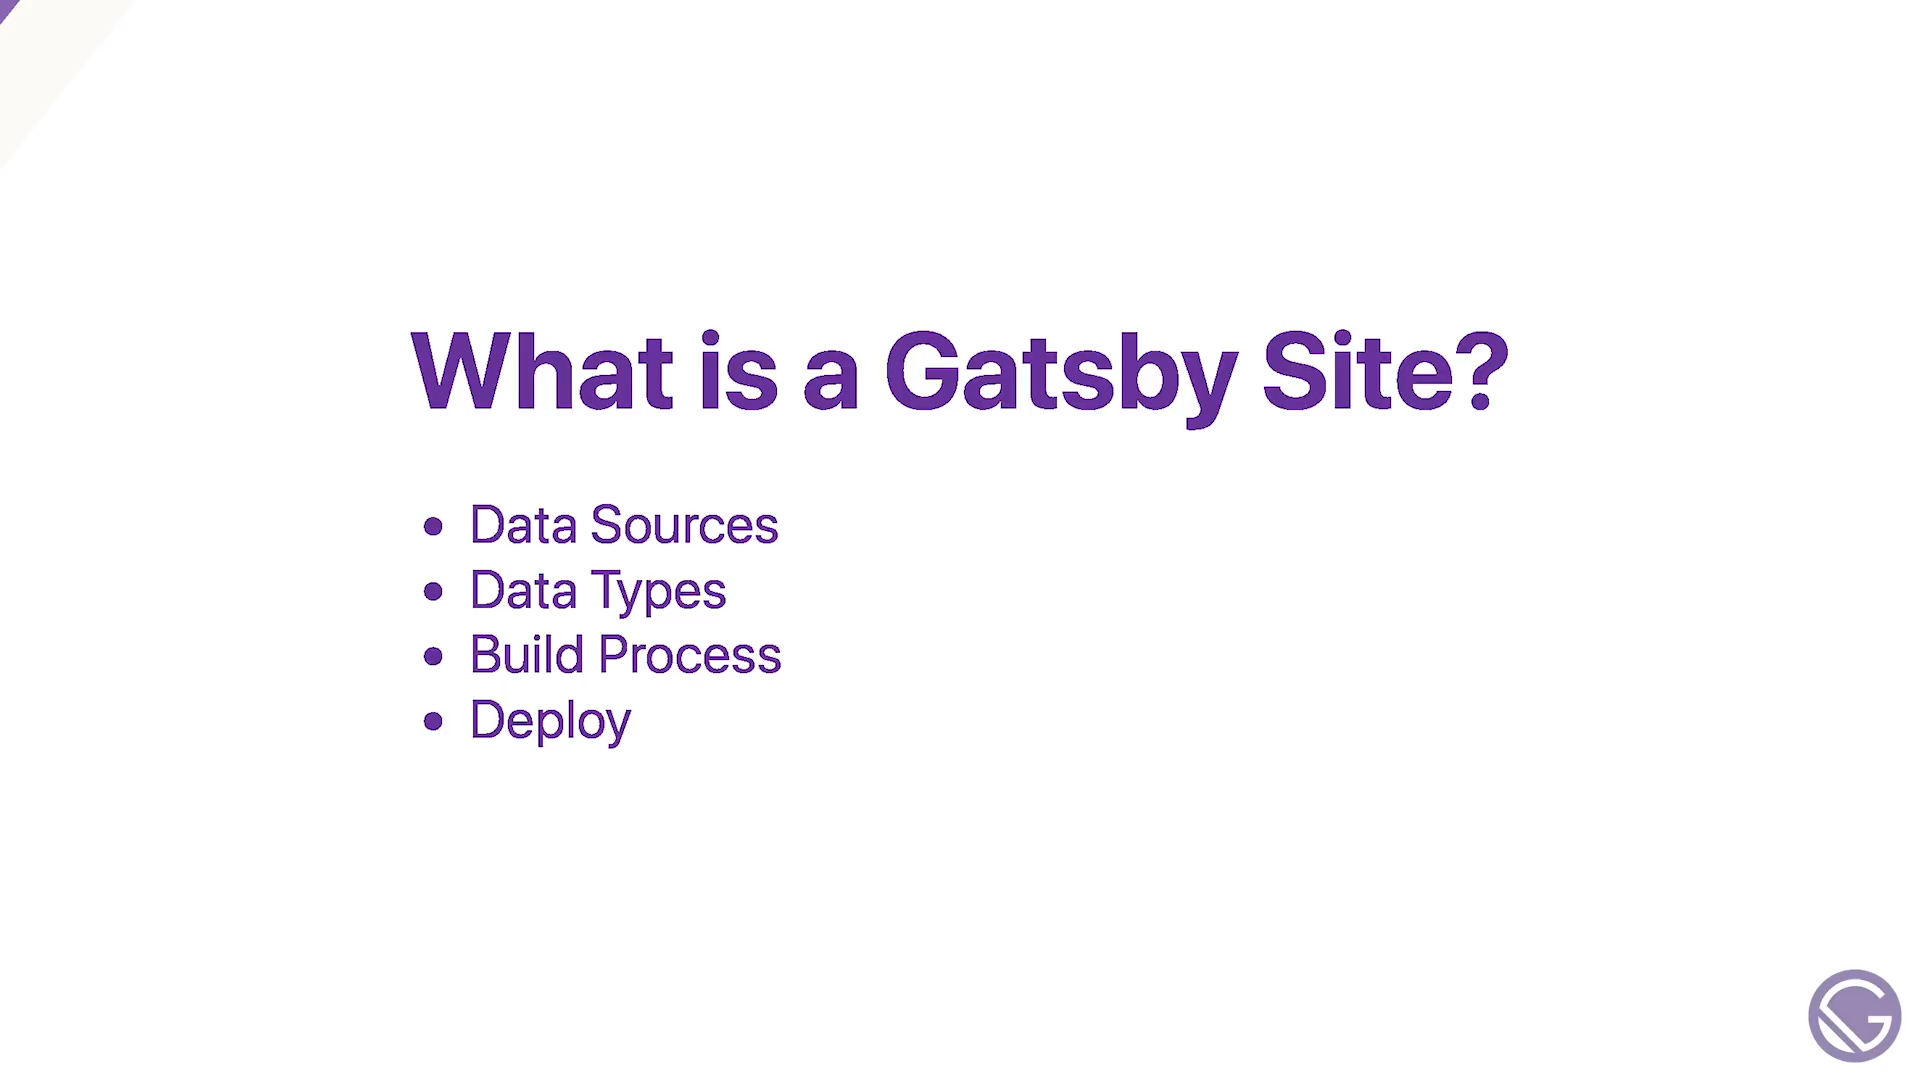 What is a Gatsby Site?
• Data Sources
• Data Types
• Build Process
• Deploy